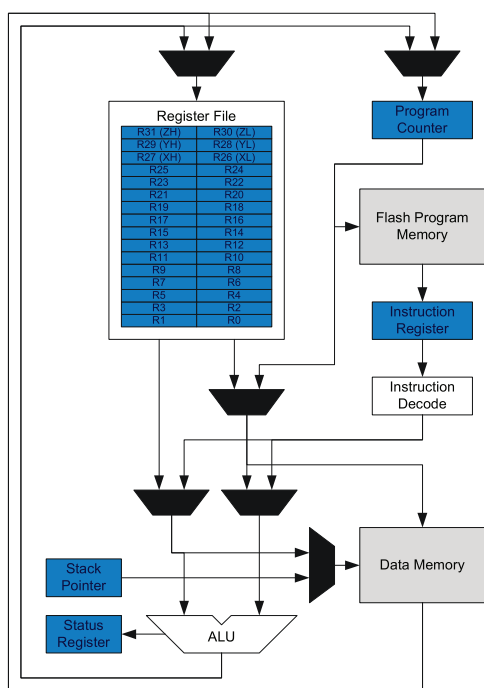 Register File
R31 (ZH) R30 (ZL)
R29 (YH) R28 (YL)
R27 (XH) R26 (XL)
R25 R24
R23 R22
R21 R20
R19 R18
R17 R16
R15 R14
R13 R12
R11 R10
R9 R8
R7 R6
R5 R4
R3 R2
R1 R0
Program
Counter
Flash Program
Memory
Instruction
Register
Instruction
Decode
Stack
Pointer
Status
Register
ALU
Data Memory